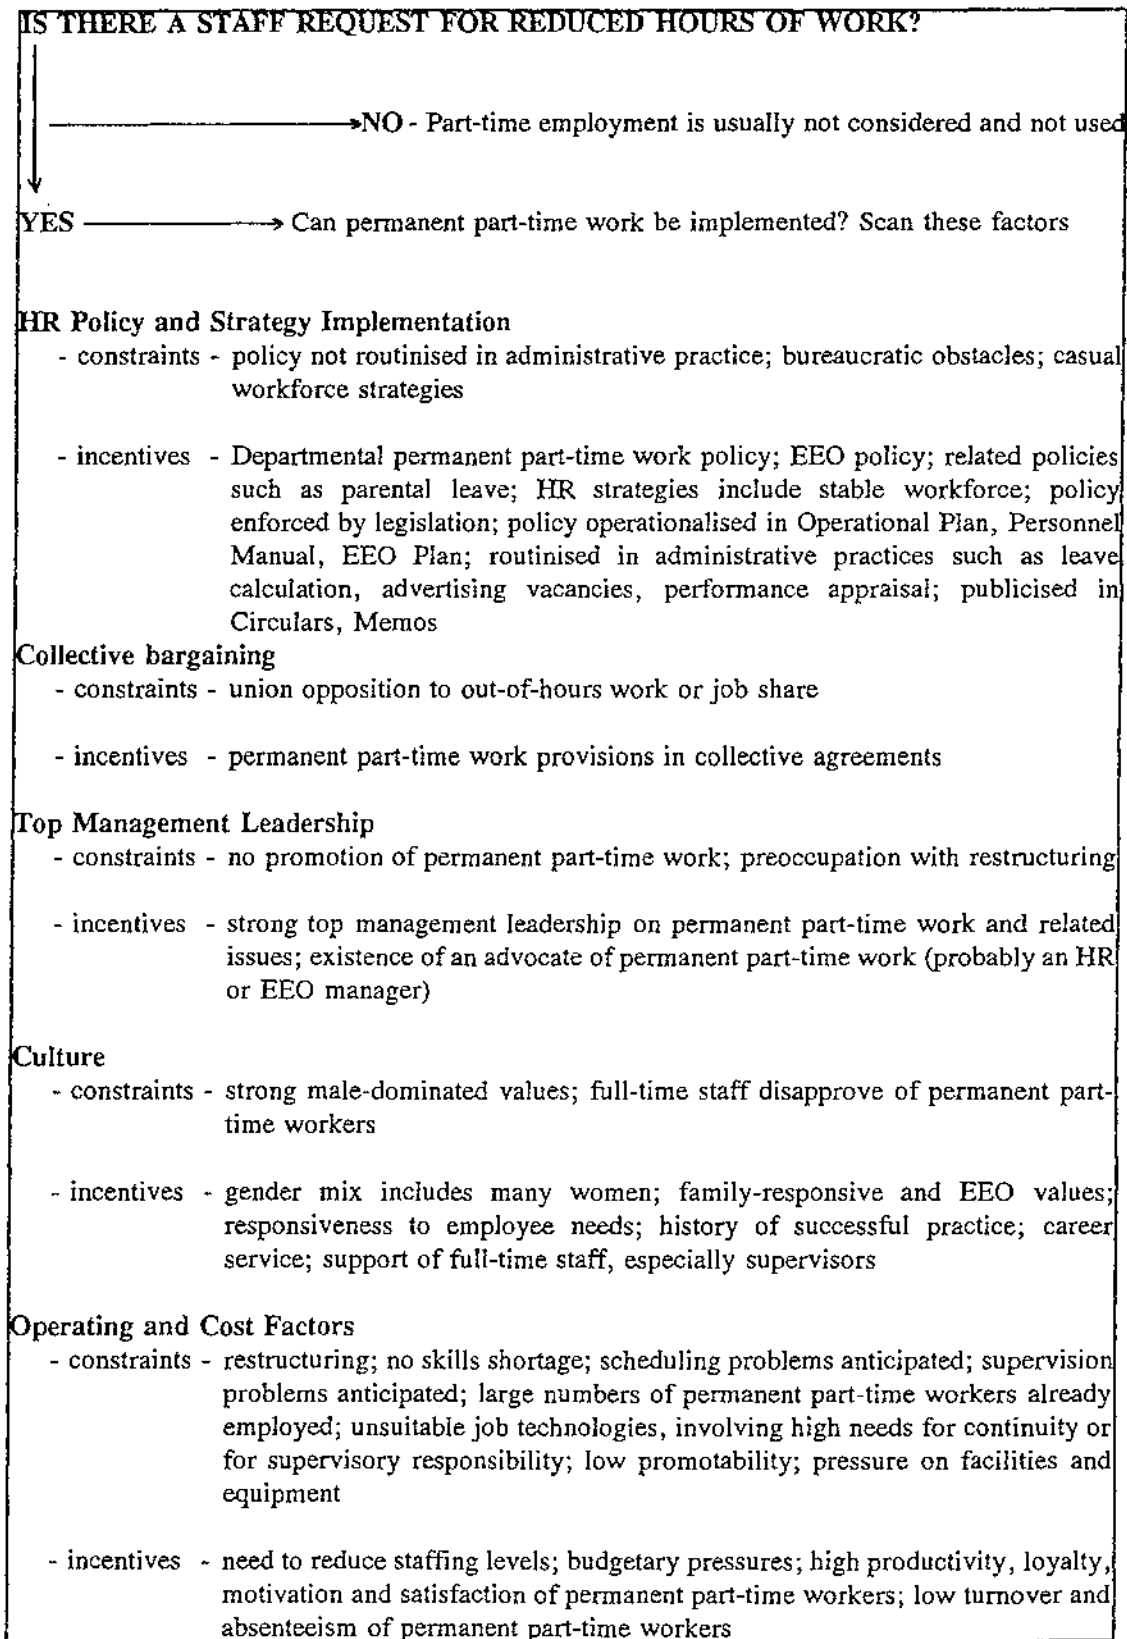 IS THERE A STAFF REQUEST FOR REDUCED HOURS OF WORK?
NO - Part-time employment is usually not considered and not used
YES Can permanent part-time work be implemented? Scan these factors
HR Policy and Strategy Implementation
- constraints - policy not routinised in administrative practice; bureaucratic obstacles; casual
workforce strategies
- incentives - Departmental permanent part-time work policy; EEO policy; related policies
such as parental leave; HR strategies include stable workforce; policy
enforced by legislation; policy operationalised in Operational Plan, Personnel
Manual, EEO Plan; routinised in administrative practices such as leave
calculation, advertising vacancies, performance appraisal; publicised in
Circulars, Memos
Collective bargaining
- constraints - union opposition to out-of-hours work or job share
- incentives - permanent part-time work provisions in collective agreements
Top Management Leadership
- constraints - no promotion of permanent part-time work; preoccupation with restructuring
- incentives - strong top management leadership on permanent part-time work and related
issues; existence of an advocate of permanent part-time work (probably an HR
or EEO manager)
Culture
- constraints - strong male-dominated values; full-time staff disapprove of permanent part-
time workers
- incentives - gender mix includes many women; family-responsive and EEO values;
responsiveness to employee needs; history of successful practice; career
service; support of full-time staff, especially supervisors
Operating and Cost Factors
- constraints - restructuring; no skills shortage; scheduling problems anticipated; supervision
problems anticipated; large numbers of permanent part-time workers already
employed; unsuitable job technologies, involving high needs for continuity or
for supervisory responsibility; low promotability; pressure on facilities and
equipment
- incentives - need to reduce staffing levels; budgetary pressures; high productivity, loyalty,
motivation and satisfaction of permanent part-time workers; low turnover and
absenteeism of permanent part-time workers